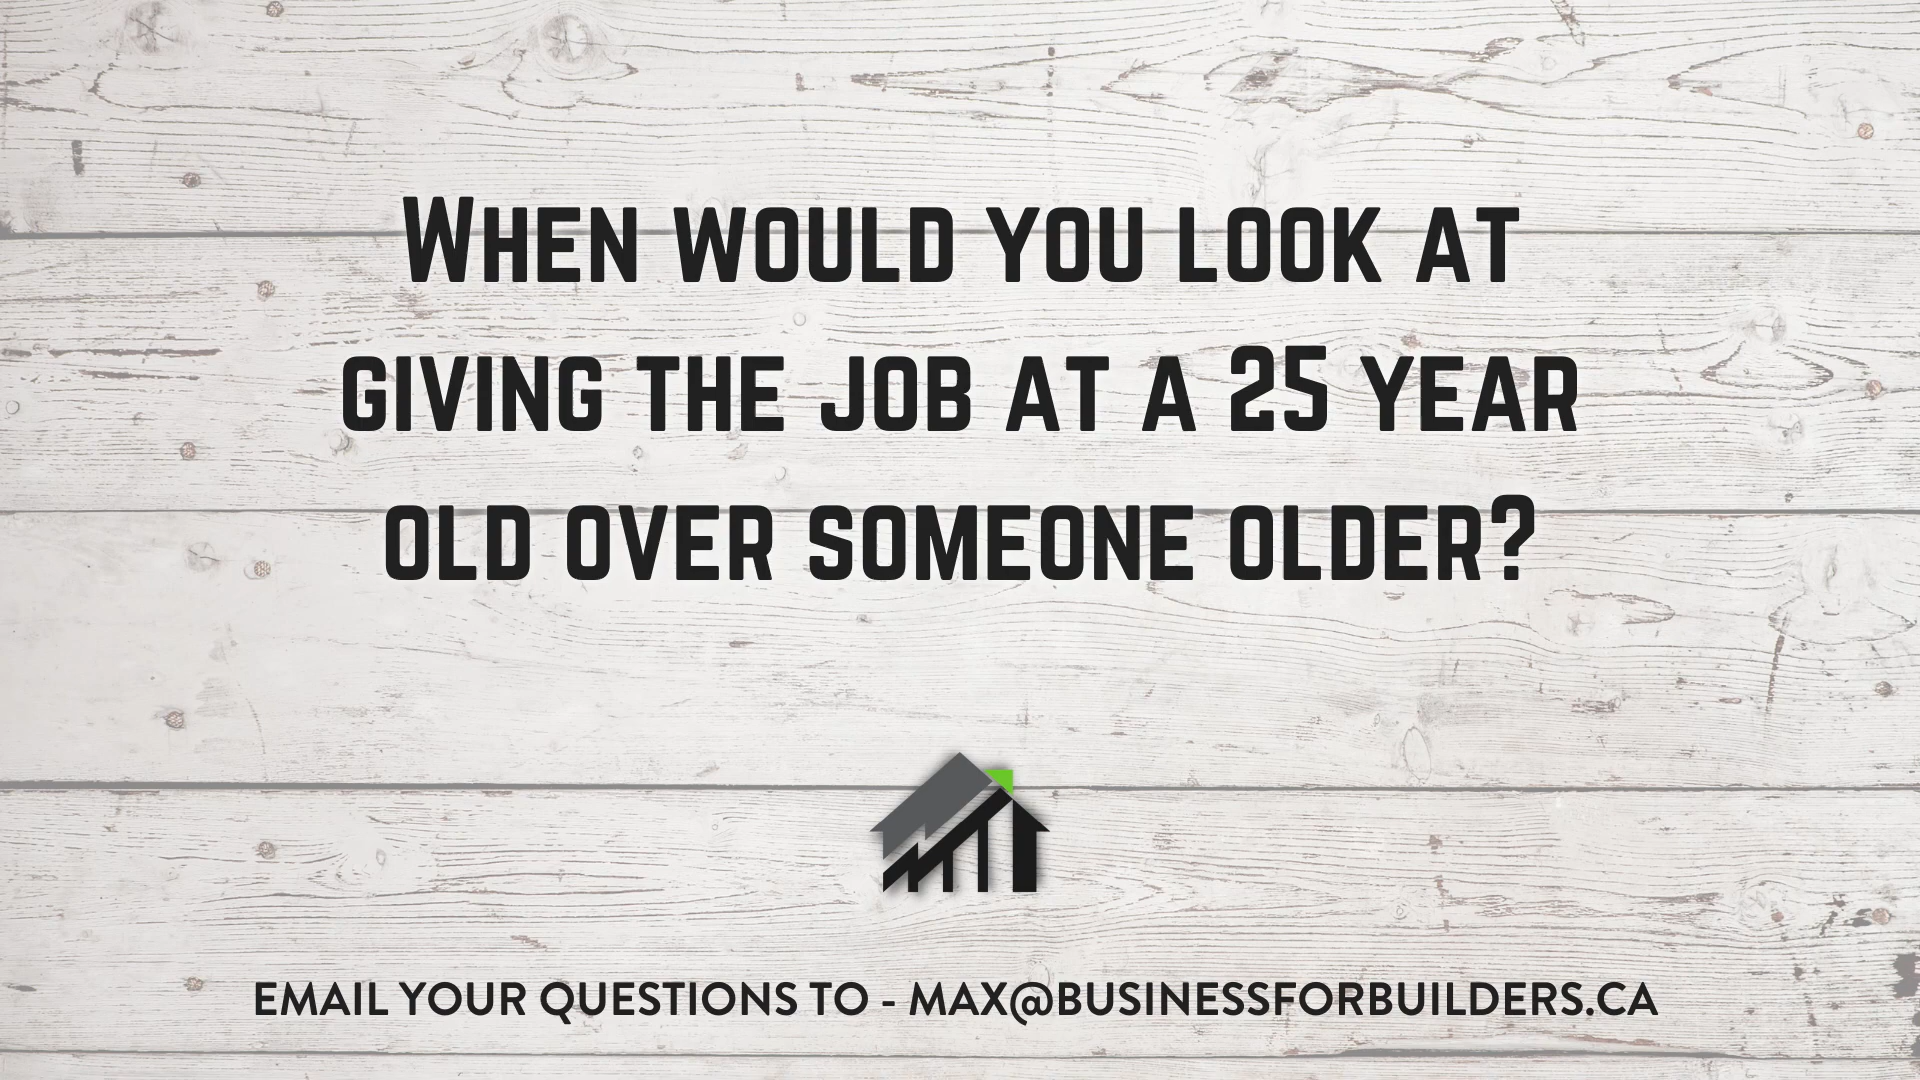 When would you look at
giving the job at a 25 year
old over someone older?
EMAIL YOUR QUESTIONS TO - MAX@BUSINESSFORBUILDERS.CA